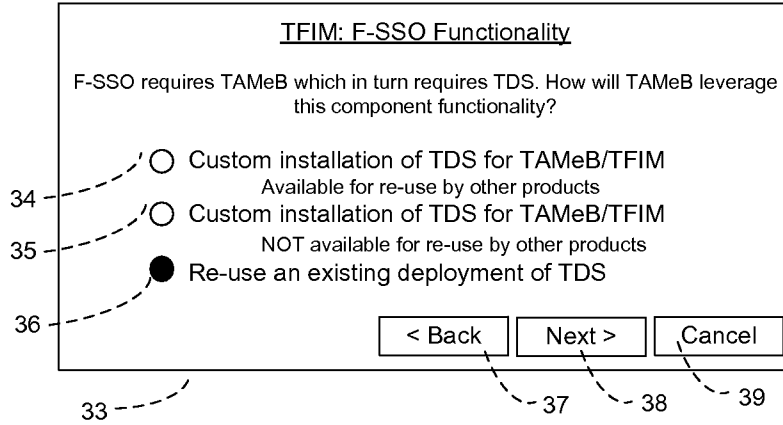 TFIM: F-SSO Functionality
F-SSO requires TAMeB which in turn requires TDS. How will TAMeB leverage
this component functionality?
Custom installation of TDS for TAMeB/TFIM
Available for re-use by other products
34
Custom installation of TDS for TAMeB/TFIM
NOT available for re-use by other products
35
Re-use an existing deployment of TDS
36
< Back Next > Cancel
33 37 38 39